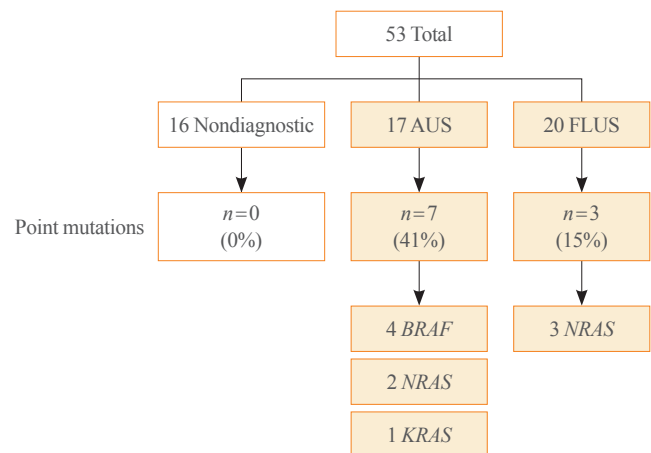 53 Total
16 Nondiagnostic
17 AUS
20 FLUS
Point mutations
n=0
(0%)
n=7
(41%)
n=3
(15%)
4 BRAF
3 NRAS
2 NRAS
1 KRAS